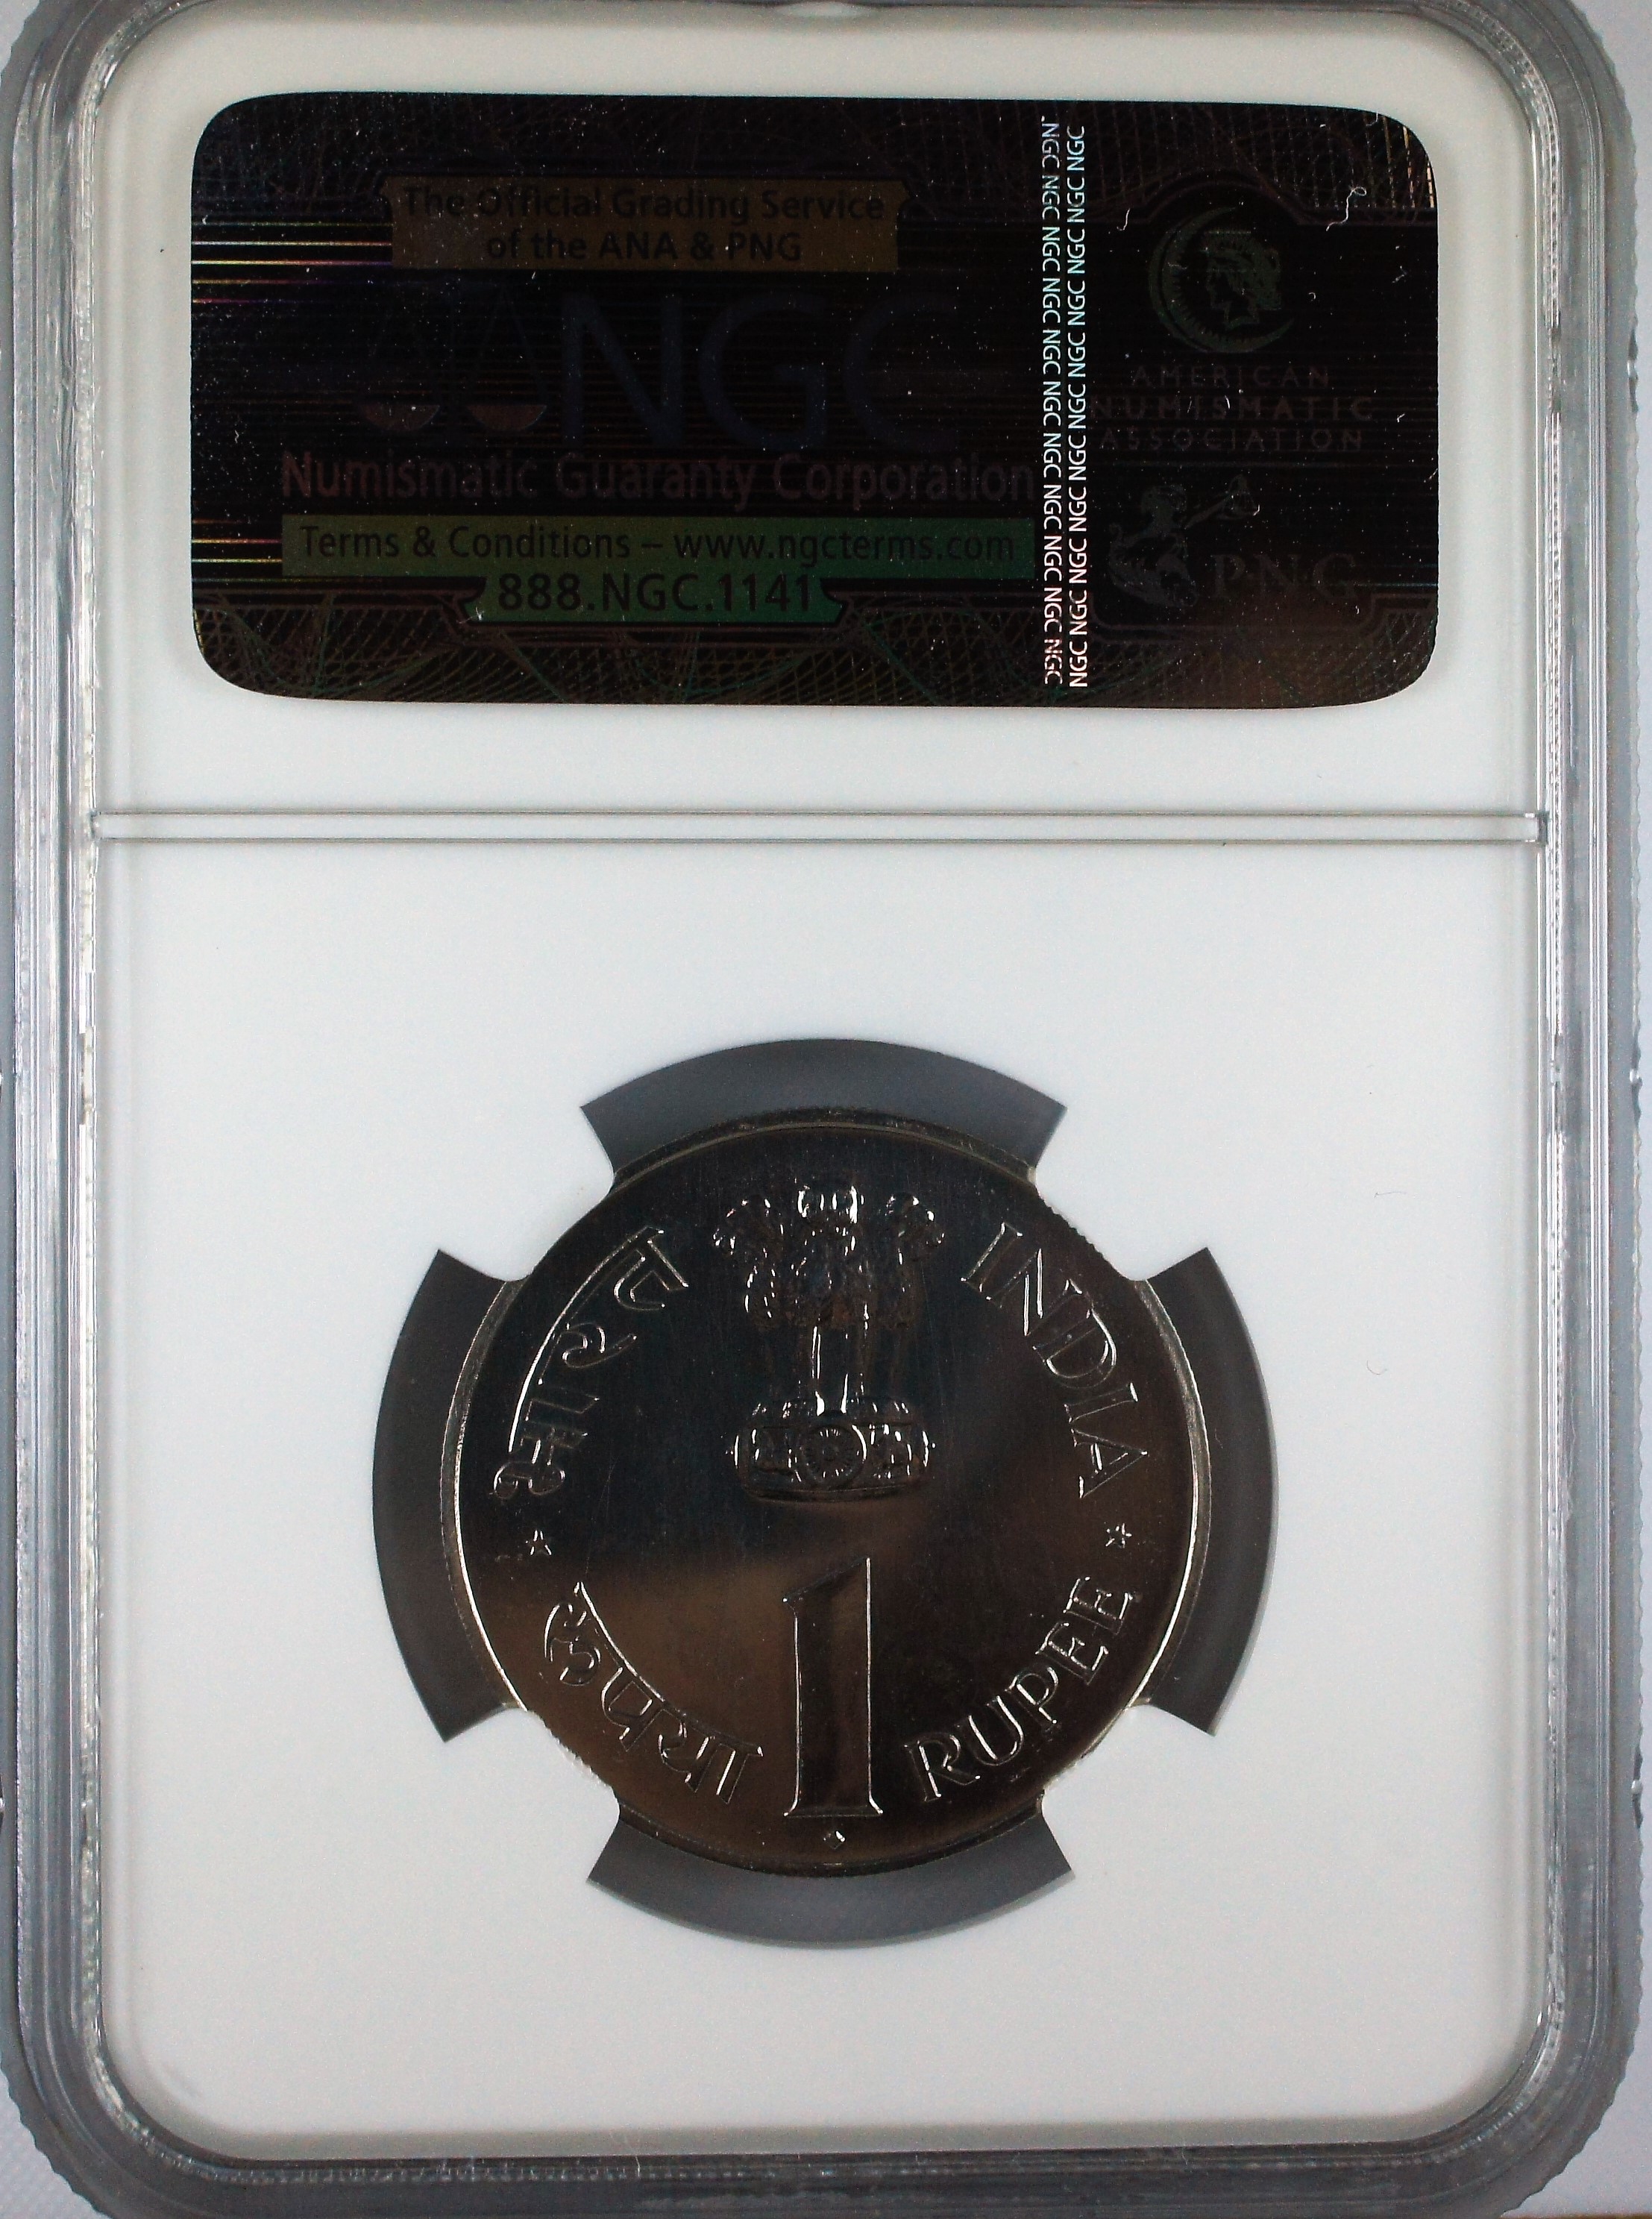 The Official Grading Service
of the ANA & PNG
NGC
Numismatic Guaranty Corporation
Terms & Conditions – www.ngcterms.com
888.NGC.1141
NGC NGC NGC NGC NGC NGC NGC NGC NGC NGC NGC
NGC NGC NGC NGC NGC NGC NGC NGC NGC NGC NGC
AMERICAN
NUMISMATIC
ASSOCIATION
PNG
भारत
INDIA
रुपया
1
RUPEE